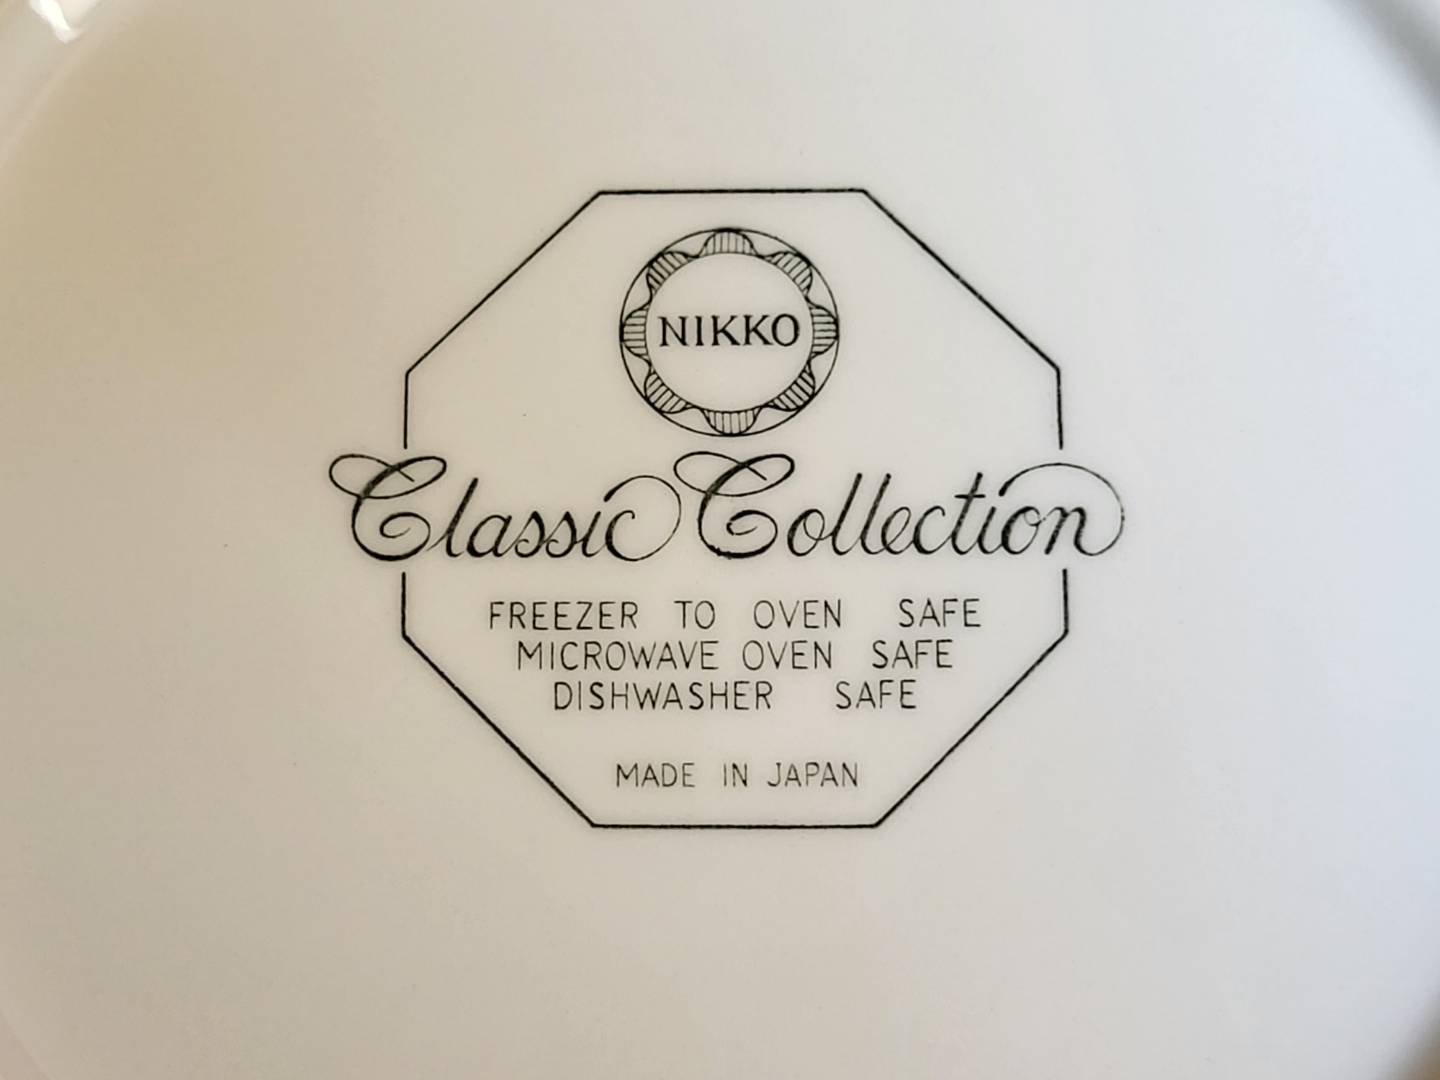 NIKKO
Classic Collection
FREEZER TO OVEN SAFE
MICROWAVE OVEN SAFE
DISHWASHER SAFE
MADE IN JAPAN